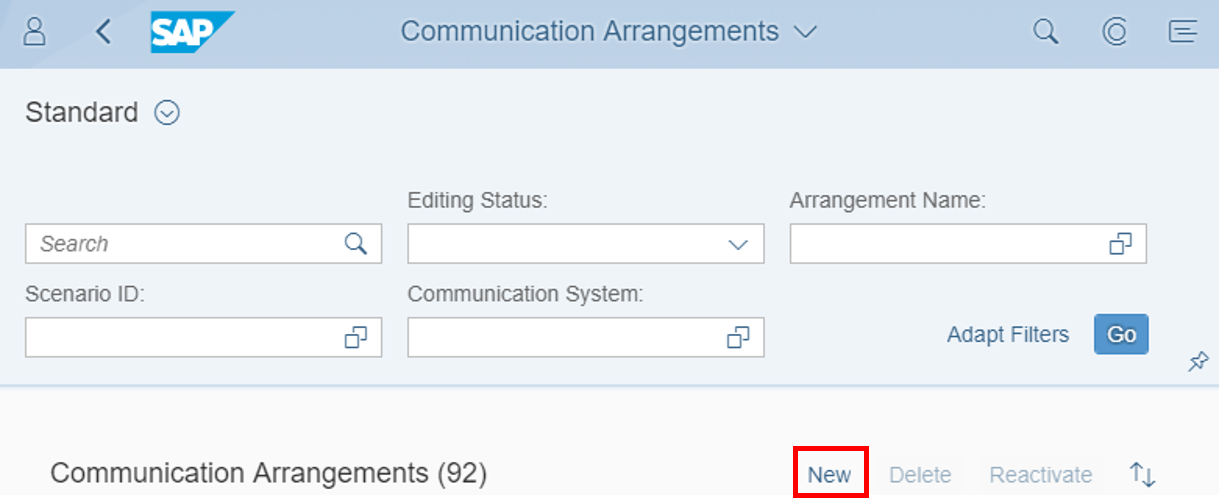 SAP Communication Arrangements
Standard
Editing Status: Arrangement Name:
Search
Scenario ID: Communication System:
Adapt Filters Go
Communication Arrangements (92) New Delete Reactivate